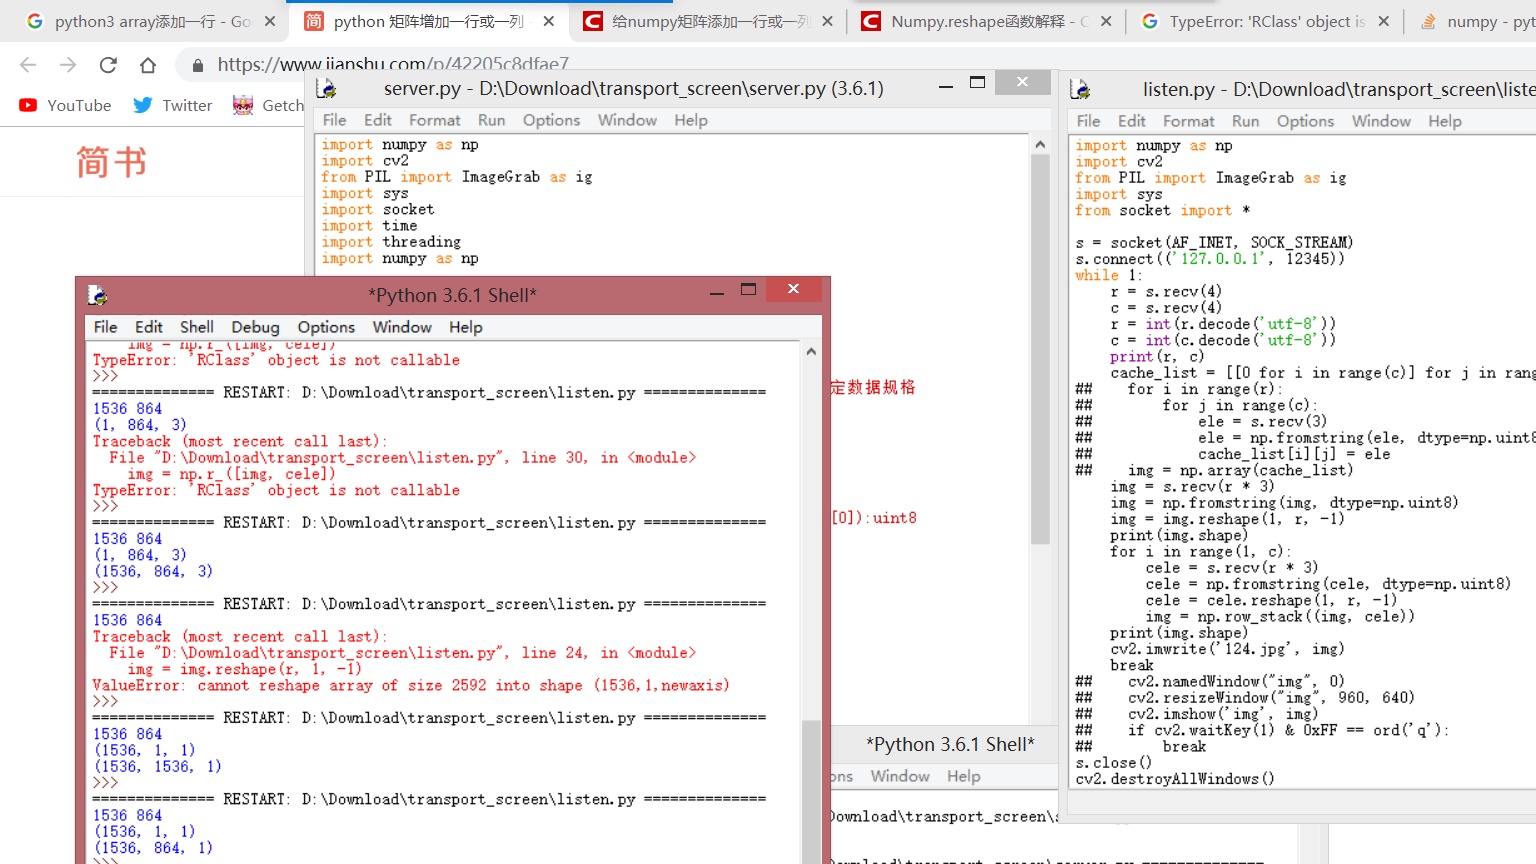 python3 array添加一行 - Goo
python 矩阵增加一行或一列 -
给numpy矩阵添加一行或一列
Numpy.reshape函数解释 - C
TypeError: 'RClass' object is
numpy - pyt
https://www.jianshu.com/p/42205c8dfae7
YouTube
Twitter
Getch
简书
server.py - D:\Download\transport_screen\server.py (3.6.1)
File Edit Format Run Options Window Help
import numpy as np
import cv2
from PIL import ImageGrab as ig
import sys
import socket
import time
import threading
import numpy as np
定数据规格
[0]):uint8
*Python 3.6.1 Shell*
File Edit Shell Debug Options Window Help
img = np.r_([img, cele])
TypeError: 'RClass' object is not callable
>>>
============== RESTART: D:\Download\transport_screen\listen.py ==============
1536 864
(1, 864, 3)
Traceback (most recent call last):
  File "D:\Download\transport_screen\listen.py", line 30, in <module>
    img = np.r_([img, cele])
TypeError: 'RClass' object is not callable
>>>
============== RESTART: D:\Download\transport_screen\listen.py ==============
1536 864
(1, 864, 3)
(1536, 864, 3)
>>>
============== RESTART: D:\Download\transport_screen\listen.py ==============
1536 864
Traceback (most recent call last):
  File "D:\Download\transport_screen\listen.py", line 24, in <module>
    img = img.reshape(r, 1, -1)
ValueError: cannot reshape array of size 2592 into shape (1536,1,newaxis)
>>>
============== RESTART: D:\Download\transport_screen\listen.py ==============
1536 864
(1536, 1, 1)
(1536, 1536, 1)
>>>
============== RESTART: D:\Download\transport_screen\listen.py ==============
1536 864
(1536, 1, 1)
(1536, 864, 1)
>>>
*Python 3.6.1 Shell*
ons Window Help
Download\transport_screen\s
ownload\transport_screen\server.py ==============
listen.py - D:\Download\transport_screen\liste
File Edit Format Run Options Window Help
import numpy as np
import cv2
from PIL import ImageGrab as ig
import sys
from socket import *
s = socket(AF_INET, SOCK_STREAM)
s.connect(('127.0.0.1', 12345))
while 1:
    r = s.recv(4)
    c = s.recv(4)
    r = int(r.decode('utf-8'))
    c = int(c.decode('utf-8'))
    print(r, c)
    cache_list = [[0 for i in range(c)] for j in rang
##    for i in range(r):
##        for j in range(c):
##            ele = s.recv(3)
##            ele = np.fromstring(ele, dtype=np.uint8
##            cache_list[i][j] = ele
##    img = np.array(cache_list)
    img = s.recv(r * 3)
    img = np.fromstring(img, dtype=np.uint8)
    img = img.reshape(1, r, -1)
    print(img.shape)
    for i in range(1, c):
        cele = s.recv(r * 3)
        cele = np.fromstring(cele, dtype=np.uint8)
        cele = cele.reshape(1, r, -1)
        img = np.row_stack((img, cele))
    print(img.shape)
    cv2.imwrite('124.jpg', img)
    break
##    cv2.namedWindow("img", 0)
##    cv2.resizeWindow("img", 960, 640)
##    cv2.imshow('img', img)
##    if cv2.waitKey(1) & 0xFF == ord('q'):
##        break
s.close()
cv2.destroyAllWindows()